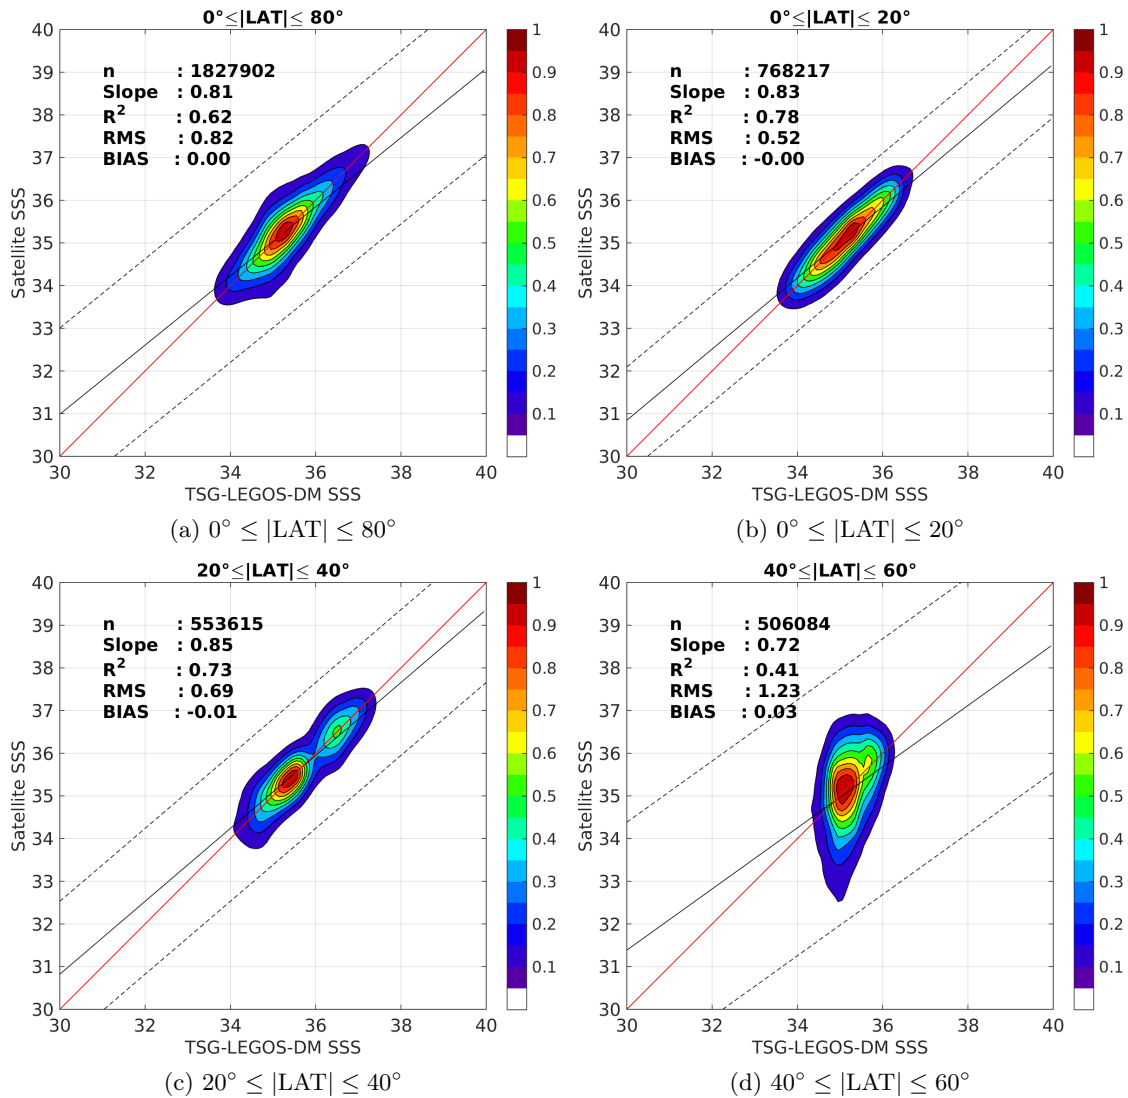 0°≤|LAT|≤ 80°
n : 1827902
Slope : 0.81
R² : 0.62
RMS : 0.82
BIAS : 0.00
Satellite SSS
40
39
38
37
36
35
34
33
32
31
30
30 32 34 36 38 40
TSG-LEGOS-DM SSS
1
0.9
0.8
0.7
0.6
0.5
0.4
0.3
0.2
0.1
(a) 0° ≤ |LAT| ≤ 80°
0°≤|LAT|≤ 20°
n : 768217
Slope : 0.83
R² : 0.78
RMS : 0.52
BIAS : -0.00
Satellite SSS
40
39
38
37
36
35
34
33
32
31
30
30 32 34 36 38 40
TSG-LEGOS-DM SSS
1
0.9
0.8
0.7
0.6
0.5
0.4
0.3
0.2
0.1
(b) 0° ≤ |LAT| ≤ 20°
20°≤|LAT|≤ 40°
n : 553615
Slope : 0.85
R² : 0.73
RMS : 0.69
BIAS : -0.01
Satellite SSS
40
39
38
37
36
35
34
33
32
31
30
30 32 34 36 38 40
TSG-LEGOS-DM SSS
1
0.9
0.8
0.7
0.6
0.5
0.4
0.3
0.2
0.1
(c) 20° ≤ |LAT| ≤ 40°
40°≤|LAT|≤ 60°
n : 506084
Slope : 0.72
R² : 0.41
RMS : 1.23
BIAS : 0.03
Satellite SSS
40
39
38
37
36
35
34
33
32
31
30
30 32 34 36 38 40
TSG-LEGOS-DM SSS
1
0.9
0.8
0.7
0.6
0.5
0.4
0.3
0.2
0.1
(d) 40° ≤ |LAT| ≤ 60°